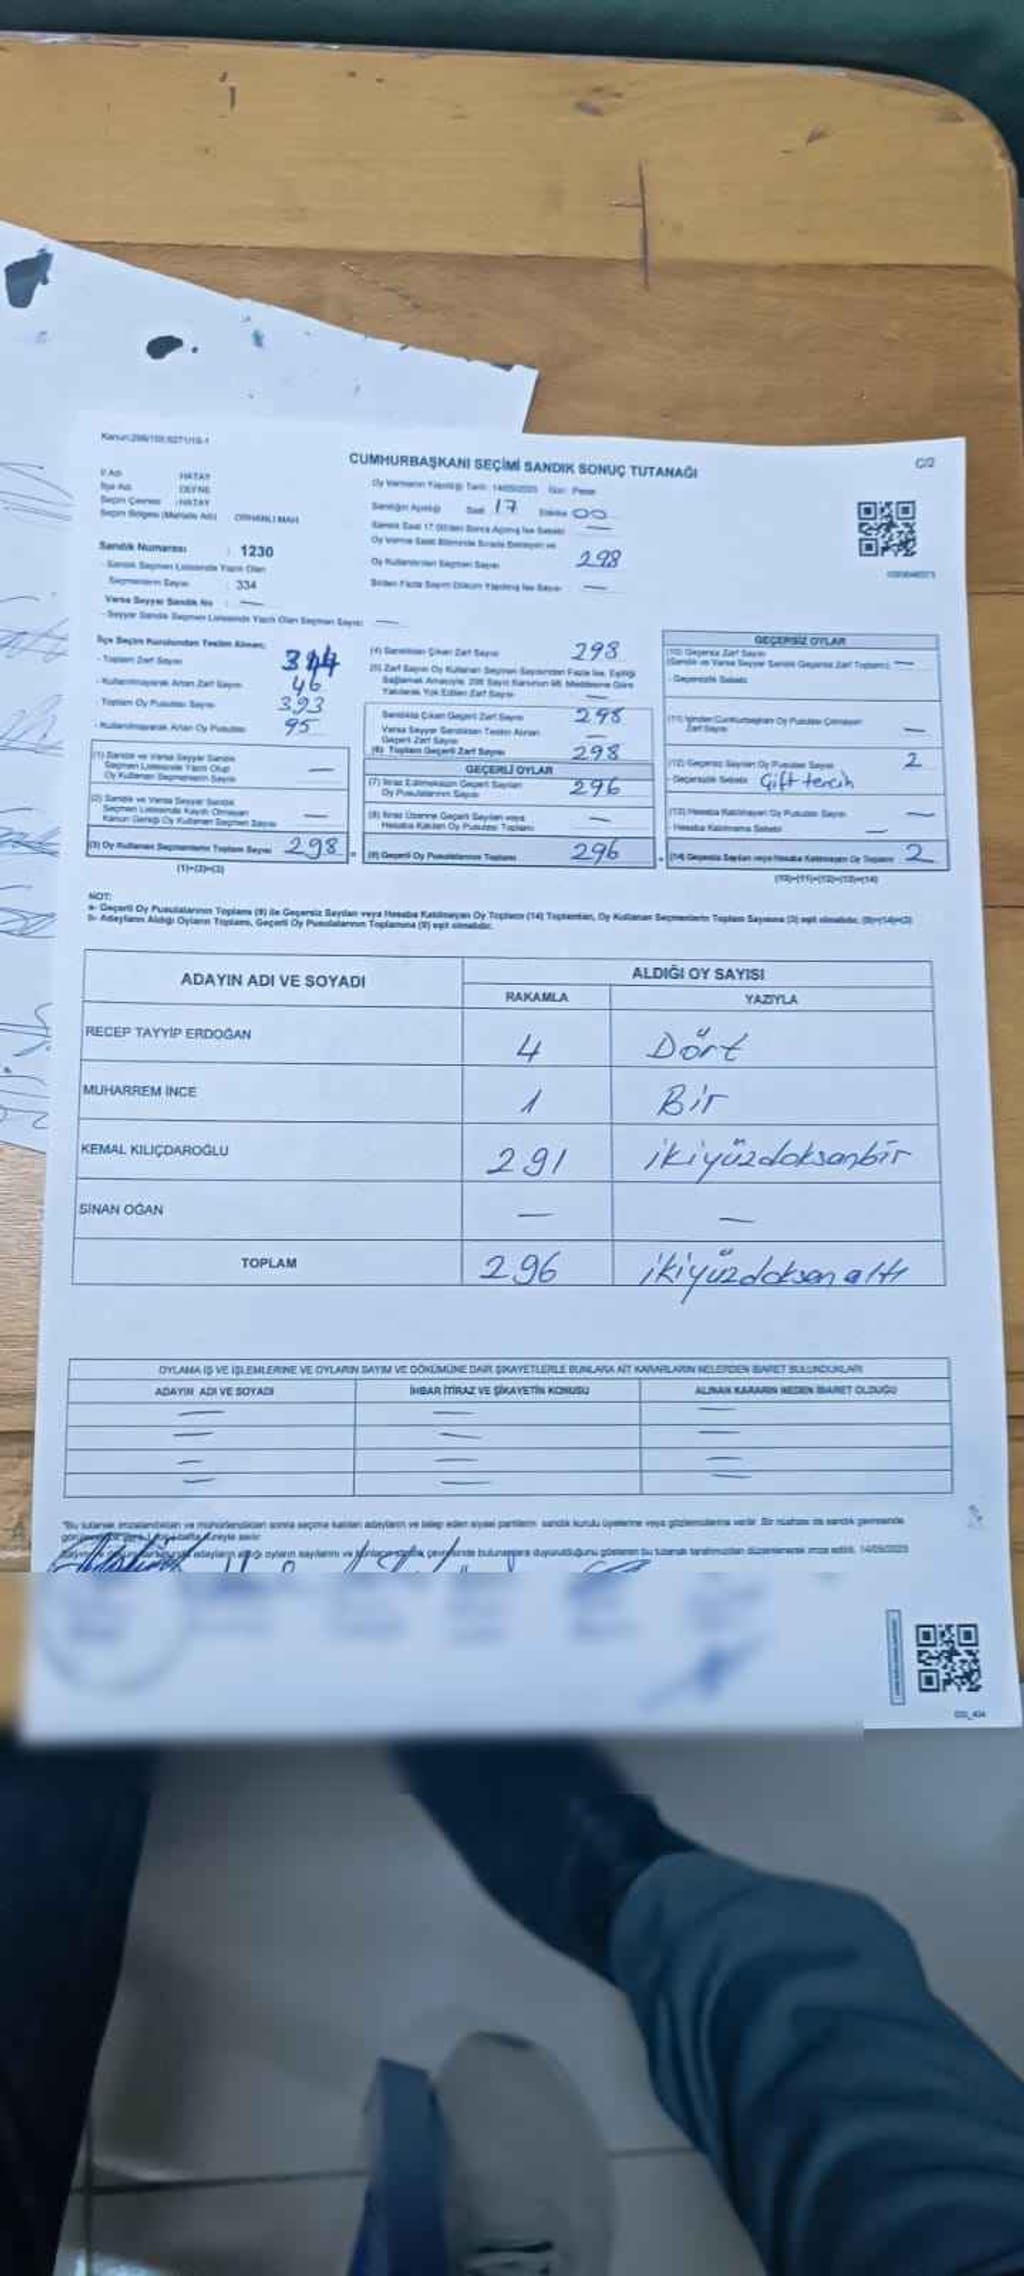 Kanun:298/105;6271/19-1
CUMHURBAŞKANI SEÇİMİ SANDIK SONUÇ TUTANAĞI
C/2
İl Adı : HATAY
İlçe Adı : DEFNE
Seçim Çevresi : HATAY
Seçim Bölgesi (Mahalle Adı) : ORHANLI MAH
Oy Vermenin Yapıldığı Tarih: 14/05/2023 Gün: Pazar
Sandığın Açıldığı Saat 17 Dakika 00
Sandık Saat 17.00'den Sonra Açılmış İse Sebebi —
Oy Verme Saati Bitiminde Sırada Bekleyen ve
Oy Kullandırılan Seçmen Sayısı 298
Birden Fazla Sayım Döküm Yapılmış İse Sayısı —
Sandık Numarası : 1230
- Sandık Seçmen Listesinde Yazılı Olan
Seçmenlerin Sayısı : 334
Varsa Seyyar Sandık No : —
- Seyyar Sandık Seçmen Listesinde Yazılı Olan Seçmen Sayısı: —
İlçe Seçim Kurulundan Teslim Alınan;
- Toplam Zarf Sayısı 344
- Kullanılmayarak Artan Zarf Sayısı 46
- Toplam Oy Pusulası Sayısı 393
- Kullanılmayarak Artan Oy Pusulası 95
(1) Sandık ve Varsa Seyyar Sandık
Seçmen Listesinde Yazılı Olup
Oy Kullanan Seçmenlerin Sayısı —
(2) Sandık ve Varsa Seyyar Sandık
Seçmen Listesinde Kayıtlı Olmayan
Kanun Gereği Oy Kullanan Seçmen Sayısı —
(3) Oy Kullanan Seçmenlerin Toplam Sayısı 298
(1)+(2)=(3)
(4) Sandıktan Çıkan Zarf Sayısı 298
(5) Zarf Sayısı Oy Kullanan Seçmen Sayısından Fazla İse, Eşitliği
Sağlamak Amacıyla, 298 Sayılı Kanunun 98. Maddesine Göre
Yakılarak Yok Edilen Zarf Sayısı —
Sandıkta Çıkan Geçerli Zarf Sayısı 298
Varsa Seyyar Sandıktan Teslim Alınan
Geçerli Zarf Sayısı —
(6) Toplam Geçerli Zarf Sayısı 298
GEÇERLİ OYLAR
(7) İtiraz Edilmeksizin Geçerli Sayılan
Oy Pusulalarının Sayısı 296
(8) İtiraz Üzerine Geçerli Sayılan veya
Hesaba Katılan Oy Pusulası Toplamı —
(9) Geçerli Oy Pusulalarının Toplamı 296
GEÇERSİZ OYLAR
(10) Geçersiz Zarf Sayısı
(Sandık ve Varsa Seyyar Sandık Geçersiz Zarf Toplamı) —
- Geçersizlik Sebebi
(11) İçinden Cumhurbaşkanı Oy Pusulası Çıkmayan
Zarf Sayısı —
(12) Geçersiz Sayılan Oy Pusulası Sayısı 2
- Geçersizlik Sebebi Çift tercih
(13) Hesaba Katılmayan Oy Pusulası Sayısı —
- Hesaba Katılmama Sebebi —
(14) Geçersiz Sayılan veya Hesaba Katılmayan Oy Toplamı 2
(10)+(11)+(12)+(13)=(14)
NOT:
a- Geçerli Oy Pusulalarının Toplamı (9) ile Geçersiz Sayılan veya Hesaba Katılmayan Oy Toplamı (14) Toplamları, Oy Kullanan Seçmenlerin Toplam Sayısına (3) eşit olmalıdır. (9)+(14)=(3)
b- Adayların Aldığı Oyların Toplamı, Geçerli Oy Pusulalarının Toplamına (9) eşit olmalıdır.
ADAYIN ADI VE SOYADI
ALDIĞI OY SAYISI
RAKAMLA YAZIYLA
RECEP TAYYİP ERDOĞAN 4 Dört
MUHARREM İNCE 1 Bir
KEMAL KILIÇDAROĞLU 291 ikiyüzdoksanbir
SİNAN OĞAN — —
TOPLAM 296 ikiyüzdoksanaltı
OYLAMA İŞ VE İŞLEMLERİNE VE OYLARIN SAYIM VE DÖKÜMÜNE DAİR ŞİKAYETLERLE BUNLARA AİT KARARLARIN NELERDEN İBARET BULUNDUKLARI
ADAYIN ADI VE SOYADI İHBAR İTİRAZ VE ŞİKAYETİN KONUSU ALINAN KARARIN NEDEN İBARET OLDUĞU
— — —
— — —
— — —
— — —
*Bu tutanak imzalandıktan ve mühürlendikten sonra seçime katılan adayların ve talep eden siyasi partilerin sandık kurulu üyelerine veya gözlemcilerine verilir. Bir nüshası da sandık çevresinde
adayların aldığı oyların sayılarını ve çevresinde bulunanlara duyurulduğunu gösteren bu tutanak tarafımızdan düzenlenerek imza edildi. 14/05/2023